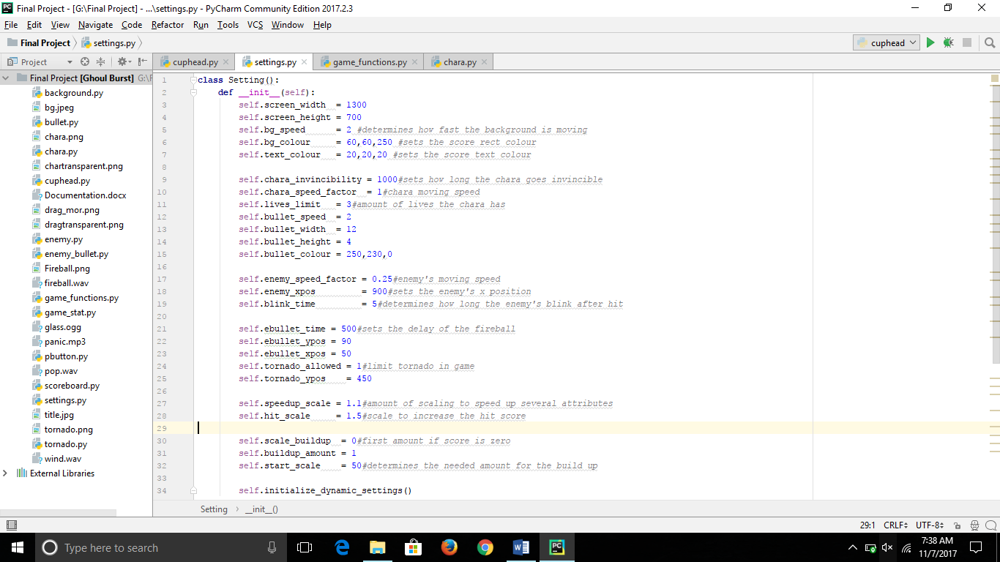 Final Project - [G:\Final Project] - ...\settings.py - PyCharm Community Edition 2017.2.3
File Edit View Navigate Code Refactor Run Tools VCS Window Help
Final Project settings.py cuphead
Project cuphead.py settings.py game_functions.py chara.py
Final Project [Ghoul Burst]
background.py
bg.jpeg
bullet.py
chara.png
chara.py
chartransparent.png
cuphead.py
Documentation.docx
drag_mor.png
dragtransparent.png
enemy.py
enemy_bullet.py
Fireball.png
fireball.wav
game_functions.py
game_stat.py
glass.ogg
panic.mp3
pbutton.py
pop.wav
scoreboard.py
settings.py
title.jpg
tornado.png
tornado.py
wind.wav
External Libraries
1 class Setting():
2 def __init__(self):
3 self.screen_width  = 1300
4 self.screen_height = 700
5 self.bg_speed      = 2 #determines how fast the background is moving
6 self.bg_colour     = 60,60,250 #sets the score rect colour
7 self.text_colour   = 20,20,20 #sets the score text colour
8
9 self.chara_invincibility = 1000#sets how long the chara goes invincible
10 self.chara_speed_factor  = 1#chara moving speed
11 self.lives_limit   = 3#amount of lives the chara has
12 self.bullet_speed  = 2
13 self.bullet_width  = 12
14 self.bullet_height = 4
15 self.bullet_colour = 250,230,0
16
17 self.enemy_speed_factor = 0.25#enemy's moving speed
18 self.enemy_xpos         = 900#sets the enemy's x position
19 self.blink_time         = 5#determines how long the enemy's blink after hit
20
21 self.ebullet_time = 500#sets the delay of the fireball
22 self.ebullet_ypos = 90
23 self.ebullet_xpos = 50
24 self.tornado_allowed = 1#limit tornado in game
25 self.tornado_ypos    = 450
26
27 self.speedup_scale = 1.1#amount of scaling to speed up several attributes
28 self.hit_scale     = 1.5#scale to increase the hit score
29
30 self.scale_buildup  = 0#first amount if score is zero
31 self.buildup_amount = 1
32 self.start_scale    = 50#determines the needed amount for the build up
33
34 self.initialize_dynamic_settings()
Setting __init__()
29:1 CRLF UTF-8
Type here to search
7:38 AM
11/7/2017